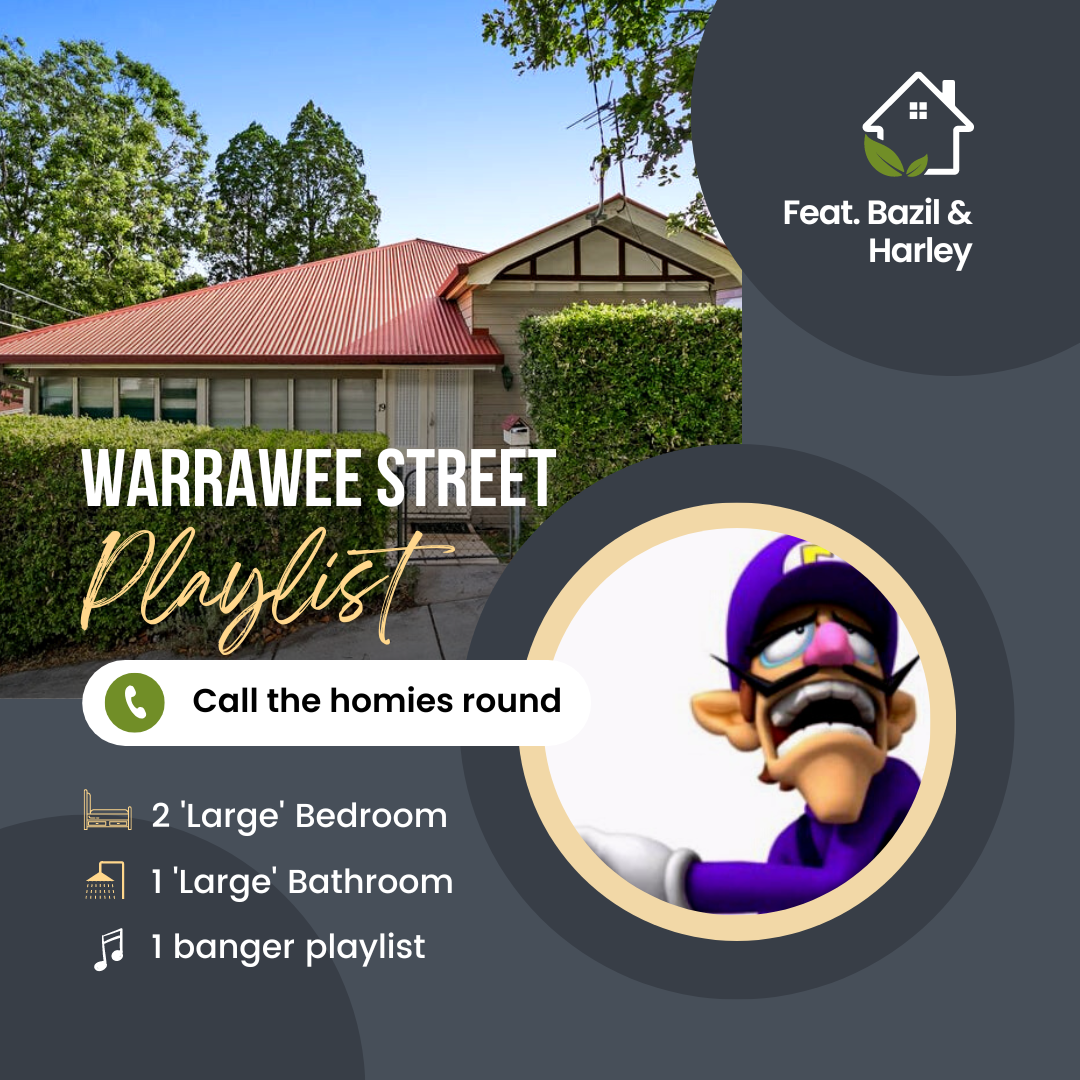 Feat. Bazil &
Harley
19
WARRAWEE STREET
Playlist
Call the homies round
2 'Large' Bedroom
1 'Large' Bathroom
1 banger playlist